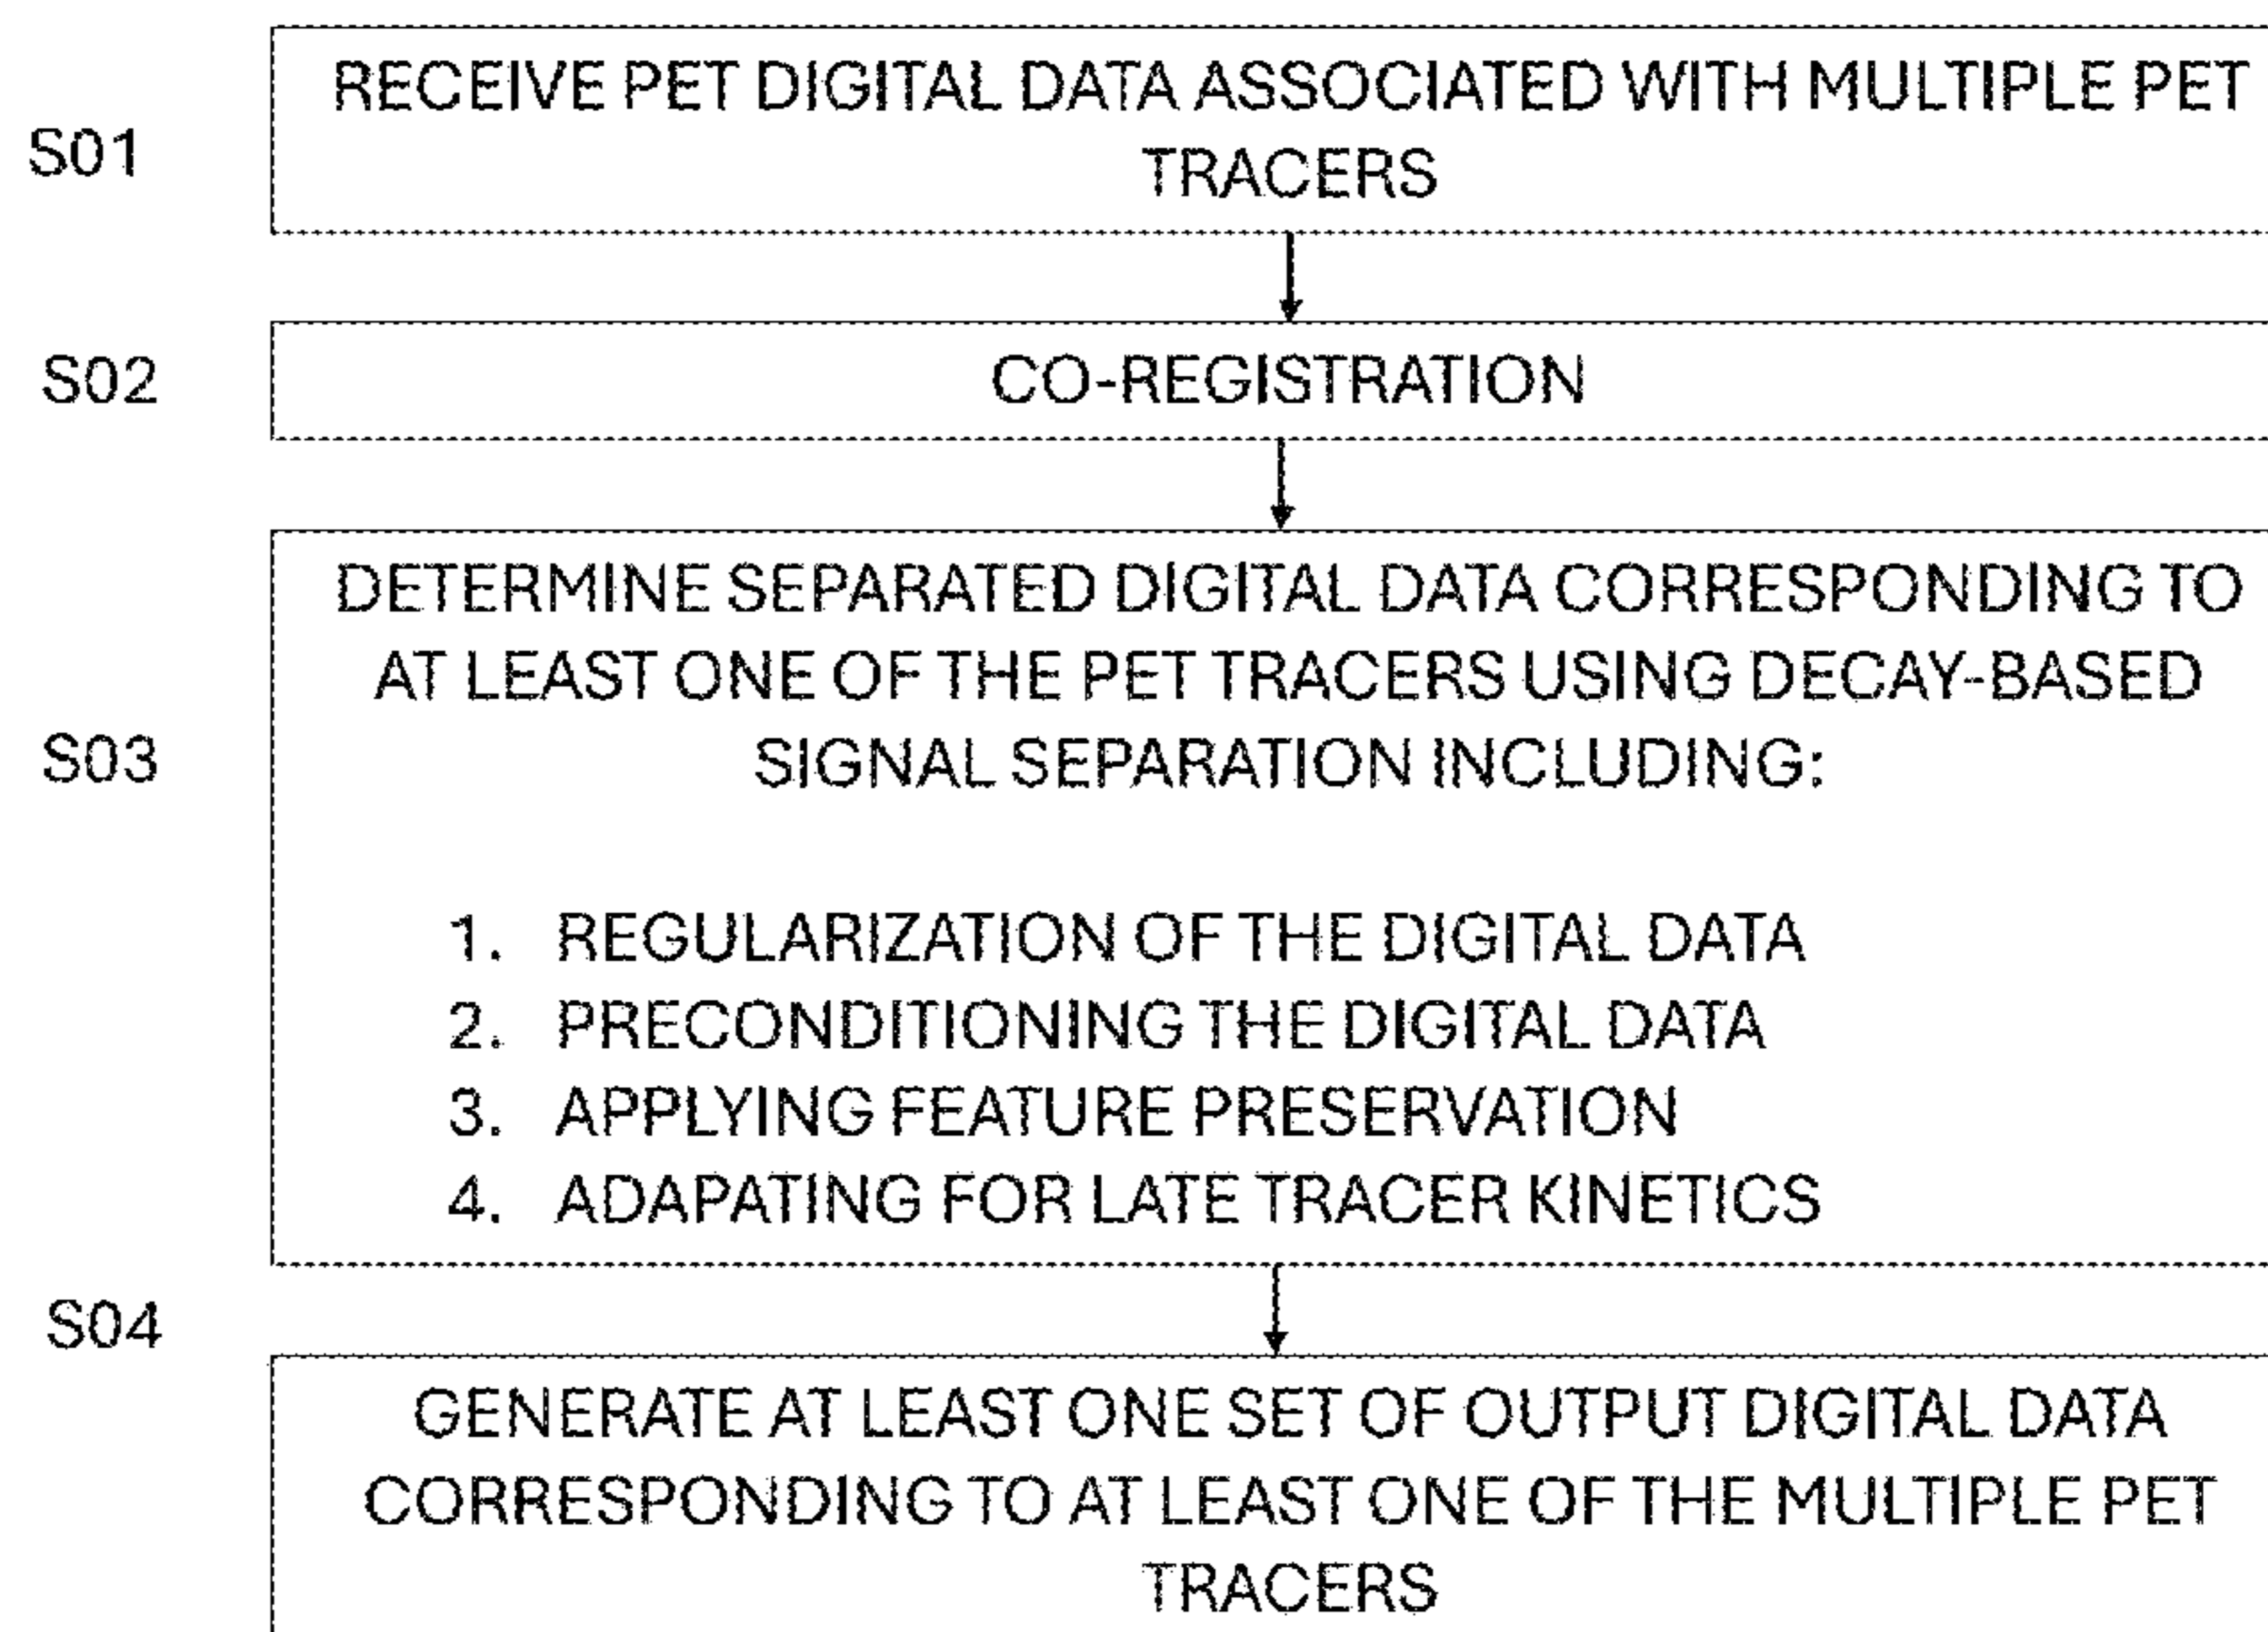 S01
RECEIVE PET DIGITAL DATA ASSOCIATED WITH MULTIPLE PET
TRACERS
S02
CO-REGISTRATION
S03
DETERMINE SEPARATED DIGITAL DATA CORRESPONDING TO
AT LEAST ONE OF THE PET TRACERS USING DECAY-BASED
SIGNAL SEPARATION INCLUDING:
1. REGULARIZATION OF THE DIGITAL DATA
2. PRECONDITIONING THE DIGITAL DATA
3. APPLYING FEATURE PRESERVATION
4. ADAPATING FOR LATE TRACER KINETICS
S04
GENERATE AT LEAST ONE SET OF OUTPUT DIGITAL DATA
CORRESPONDING TO AT LEAST ONE OF THE MULTIPLE PET
TRACERS